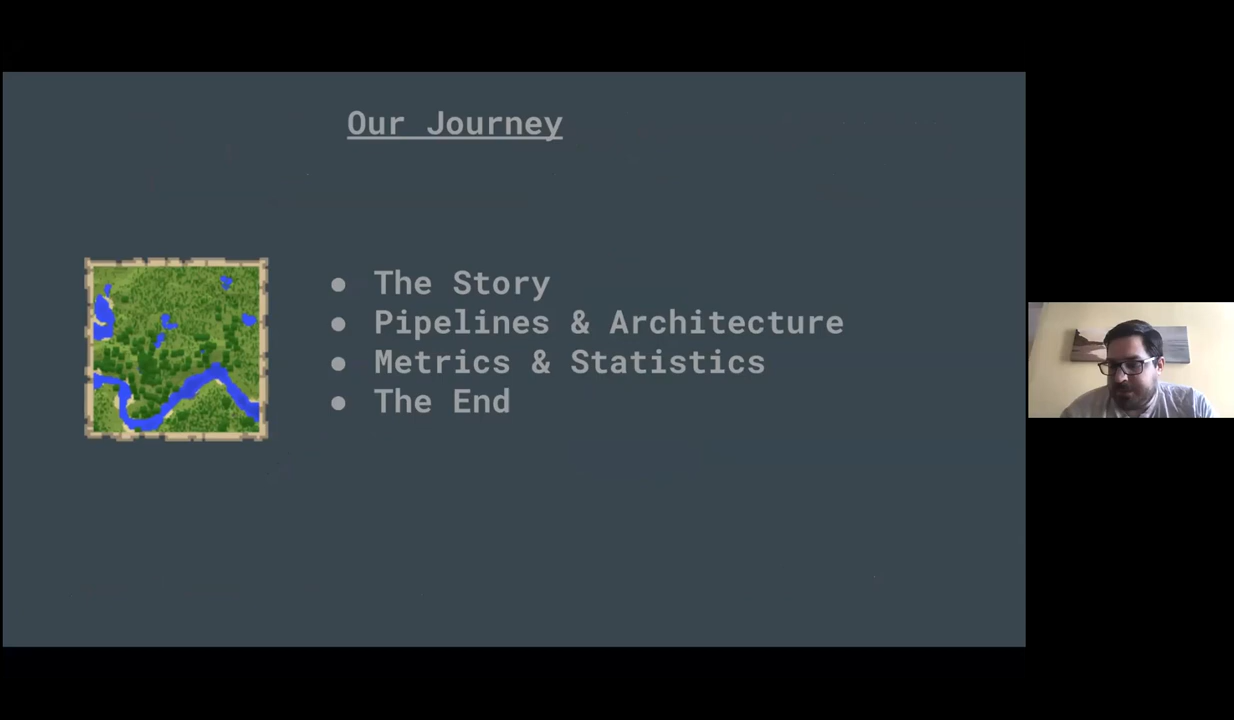 Our Journey
● The Story
● Pipelines & Architecture
● Metrics & Statistics
● The End